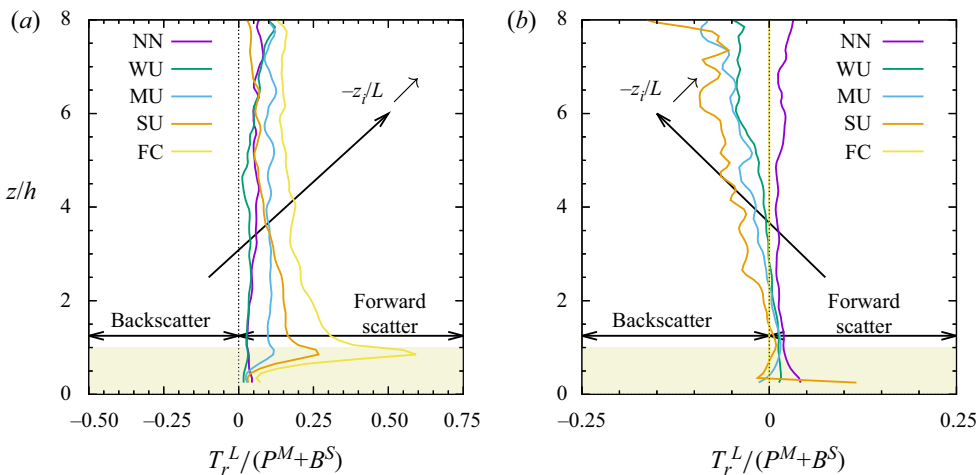 (a)
8
6
z/h
4
2
0
NN
WU
MU
SU
FC
–z_i/L
Backscatter
Forward
scatter
–0.50 –0.25 0 0.25 0.50 0.75
T_r^L/(P^M+B^S)
(b)
8
6
4
2
0
NN
WU
MU
SU
FC
–z_i/L
Backscatter
Forward
scatter
–0.25 0 0.25
T_r^L/(P^M+B^S)